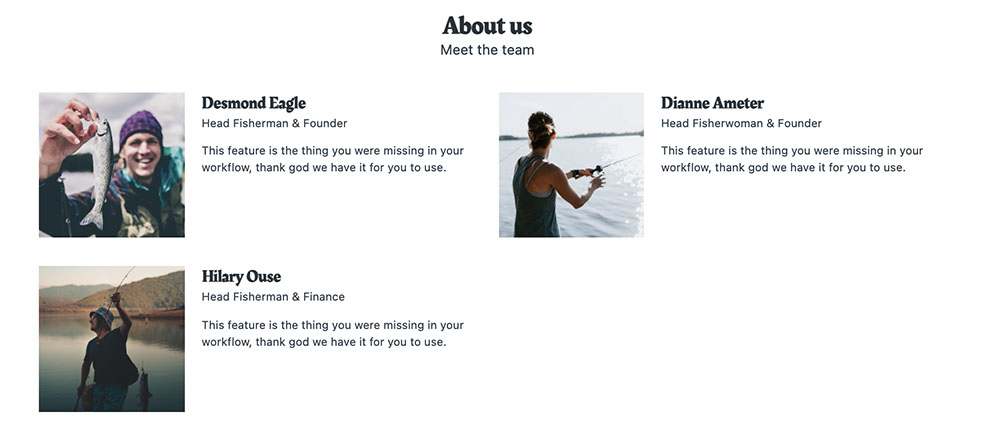 About us
Meet the team
Desmond Eagle
Head Fisherman & Founder
This feature is the thing you were missing in your
workflow, thank god we have it for you to use.
Dianne Ameter
Head Fisherwoman & Founder
This feature is the thing you were missing in your
workflow, thank god we have it for you to use.
Hilary Ouse
Head Fisherman & Finance
This feature is the thing you were missing in your
workflow, thank god we have it for you to use.